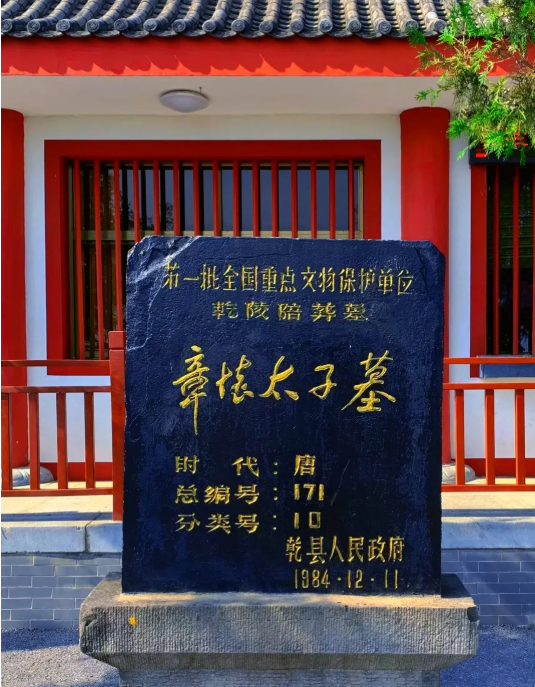 第一批全国重点文物保护单位
乾陵陪葬墓
章怀太子墓
时代：唐
总编号：171
分类号：10
乾县人民政府
1984·12·11